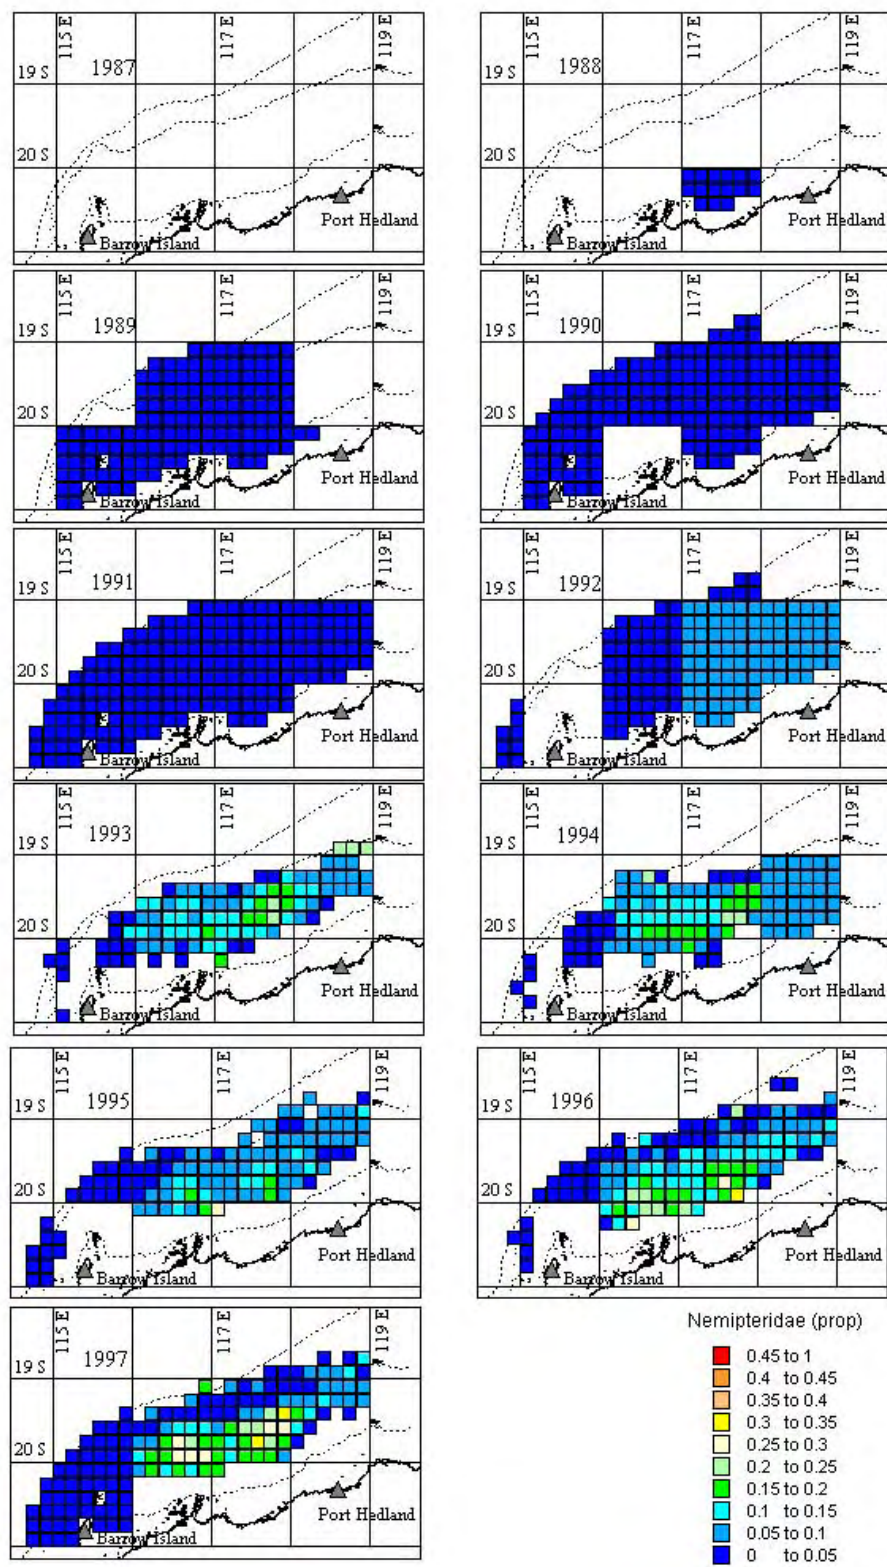 115 E
117 E
119 E
19 S
1987
20 S
Port Hedland
Barrow Island
115 E
117 E
119 E
19 S
1988
20 S
Port Hedland
Barrow Island
115 E
117 E
119 E
19 S
1989
20 S
Port Hedland
Barrow Island
115 E
117 E
119 E
19 S
1990
20 S
Port Hedland
Barrow Island
115 E
117 E
119 E
19 S
1991
20 S
Port Hedland
Barrow Island
115 E
117 E
119 E
19 S
1992
20 S
Port Hedland
Barrow Island
115 E
117 E
119 E
19 S
1993
20 S
Port Hedland
Barrow Island
115 E
117 E
119 E
19 S
1994
20 S
Port Hedland
Barrow Island
115 E
117 E
119 E
19 S
1995
20 S
Port Hedland
Barrow Island
115 E
117 E
119 E
19 S
1996
20 S
Port Hedland
Barrow Island
115 E
117 E
119 E
19 S
1997
20 S
Port Hedland
Barrow Island
Nemipteridae (prop)
0.45 to 1
0.4 to 0.45
0.35 to 0.4
0.3 to 0.35
0.25 to 0.3
0.2 to 0.25
0.15 to 0.2
0.1 to 0.15
0.05 to 0.1
0 to 0.05